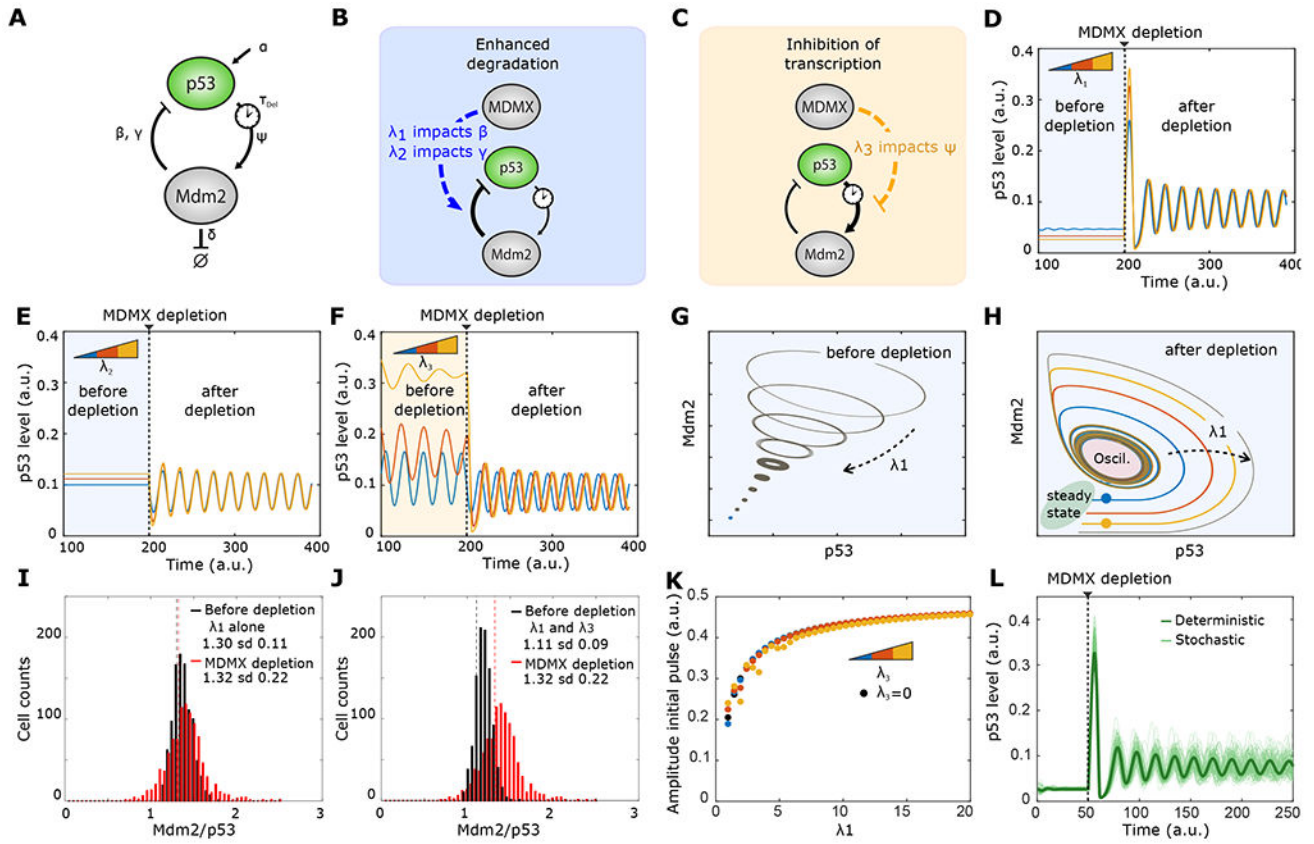 A
p53
α
T_Del
β, γ
ψ
Mdm2
δ
∅
B
Enhanced
degradation
MDMX
λ1 impacts β
λ2 impacts γ
p53
Mdm2
C
Inhibition of
transcription
MDMX
λ3 impacts ψ
p53
Mdm2
D
MDMX depletion
p53 level (a.u.)
0.4
0.3
0.2
0.1
0
λ₁
before
depletion
after
depletion
100
200
300
400
Time (a.u.)
E
MDMX depletion
p53 level (a.u.)
0.4
0.3
0.2
0.1
0
λ₂
before
depletion
after
depletion
100
200
300
400
Time (a.u.)
F
MDMX depletion
p53 level (a.u.)
0.4
0.3
0.2
0.1
0
λ₃
before
depletion
after
depletion
100
200
300
400
Time (a.u.)
G
before depletion
Mdm2
λ1
p53
H
after depletion
Mdm2
λ1
Oscil.
steady
state
p53
I
Cell counts
200
100
0
Before depletion
λ1 alone
1.30 sd 0.11
MDMX depletion
1.32 sd 0.22
0
1
2
3
Mdm2/p53
J
Cell counts
200
100
0
Before depletion
λ1 and λ3
1.11 sd 0.09
MDMX depletion
1.32 sd 0.22
0
1
2
3
Mdm2/p53
K
Amplitude initial pulse (a.u.)
0.5
0.4
0.3
0.2
0.1
0
λ₃
λ₃=0
0
5
10
15
20
λ1
L
MDMX depletion
p53 level (a.u.)
0.4
0.3
0.2
0.1
0
Deterministic
Stochastic
0
50
100
150
200
250
Time (a.u.)